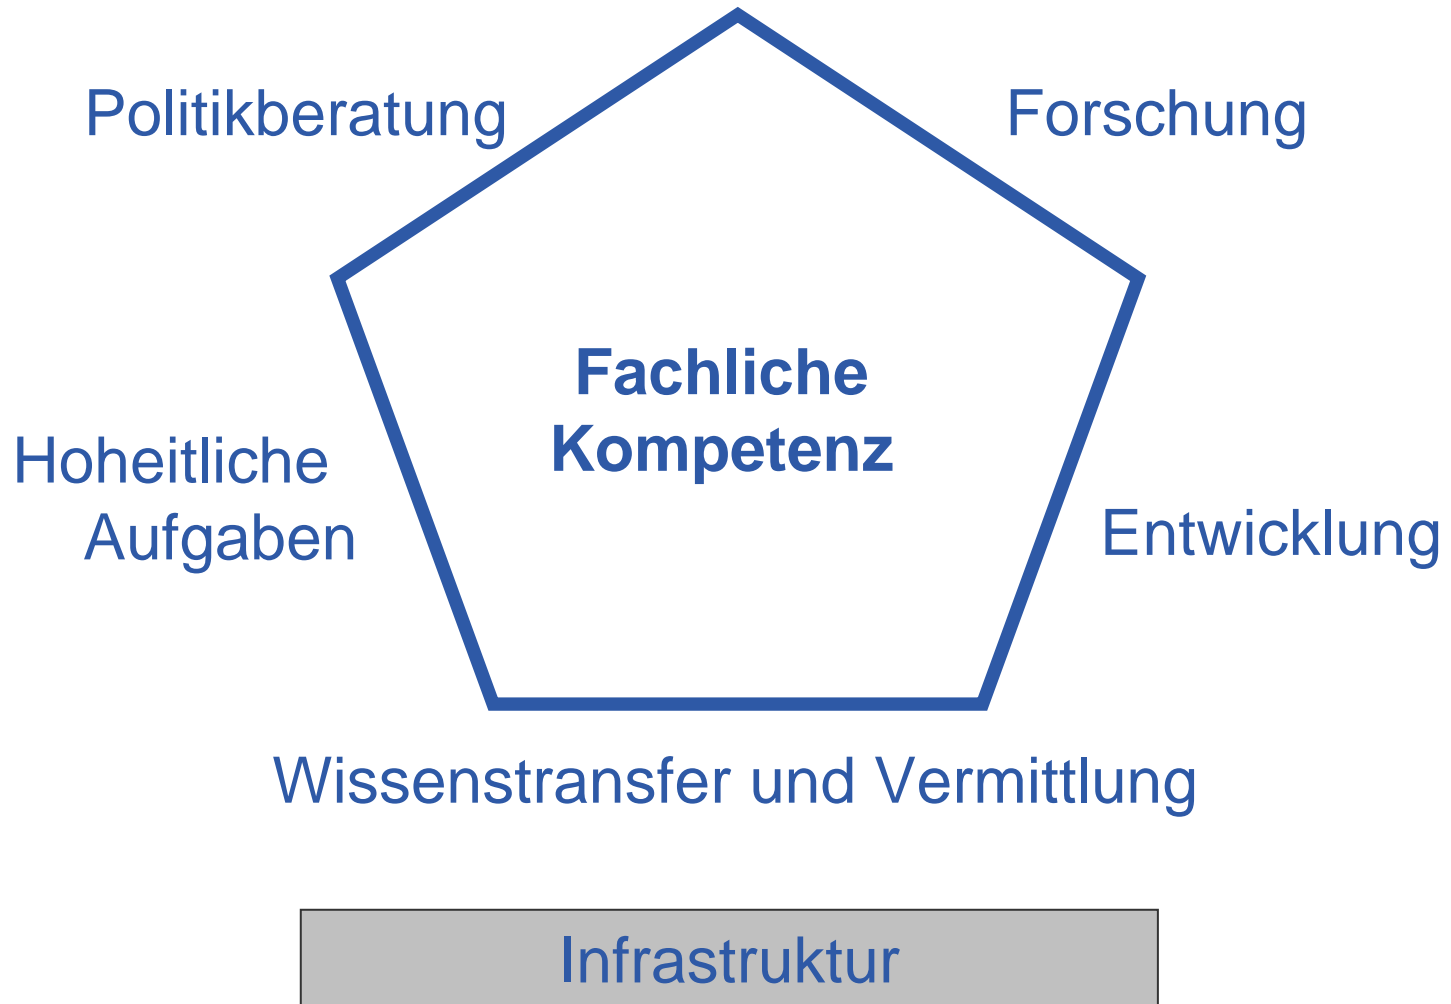 Politikberatung
Forschung
Fachliche
Kompetenz
Hoheitliche
Aufgaben
Entwicklung
Wissenstransfer und Vermittlung
Infrastruktur